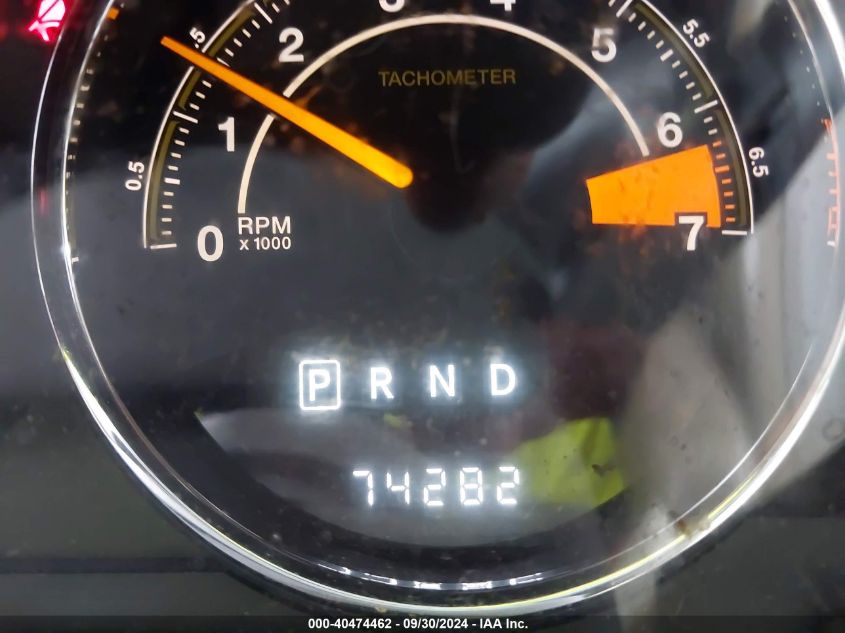 3 4
.5 2 5 5.5
TACHOMETER
1 6
0.5 6.5
RPM
x 1000
0 7
P R N D
74282
000-40474462 - 09/30/2024 - IAA Inc.